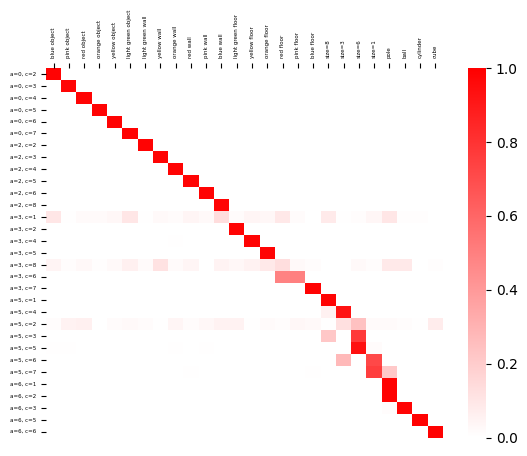 blue object
pink object
red object
orange object
yellow object
light green object
light green wall
yellow wall
orange wall
red wall
pink wall
blue wall
light green floor
yellow floor
orange floor
red floor
pink floor
blue floor
size=8
size=3
size=6
size=1
pole
ball
cylinder
cube
a=0, c=2
a=0, c=3
a=0, c=4
a=0, c=5
a=0, c=6
a=0, c=7
a=2, c=2
a=2, c=3
a=2, c=4
a=2, c=5
a=2, c=6
a=2, c=8
a=3, c=1
a=3, c=2
a=3, c=4
a=3, c=5
a=3, c=8
a=3, c=6
a=3, c=7
a=5, c=1
a=5, c=4
a=5, c=2
a=5, c=3
a=5, c=5
a=5, c=6
a=5, c=7
a=6, c=1
a=6, c=2
a=6, c=3
a=6, c=5
a=6, c=6
1.0
0.8
0.6
0.4
0.2
0.0